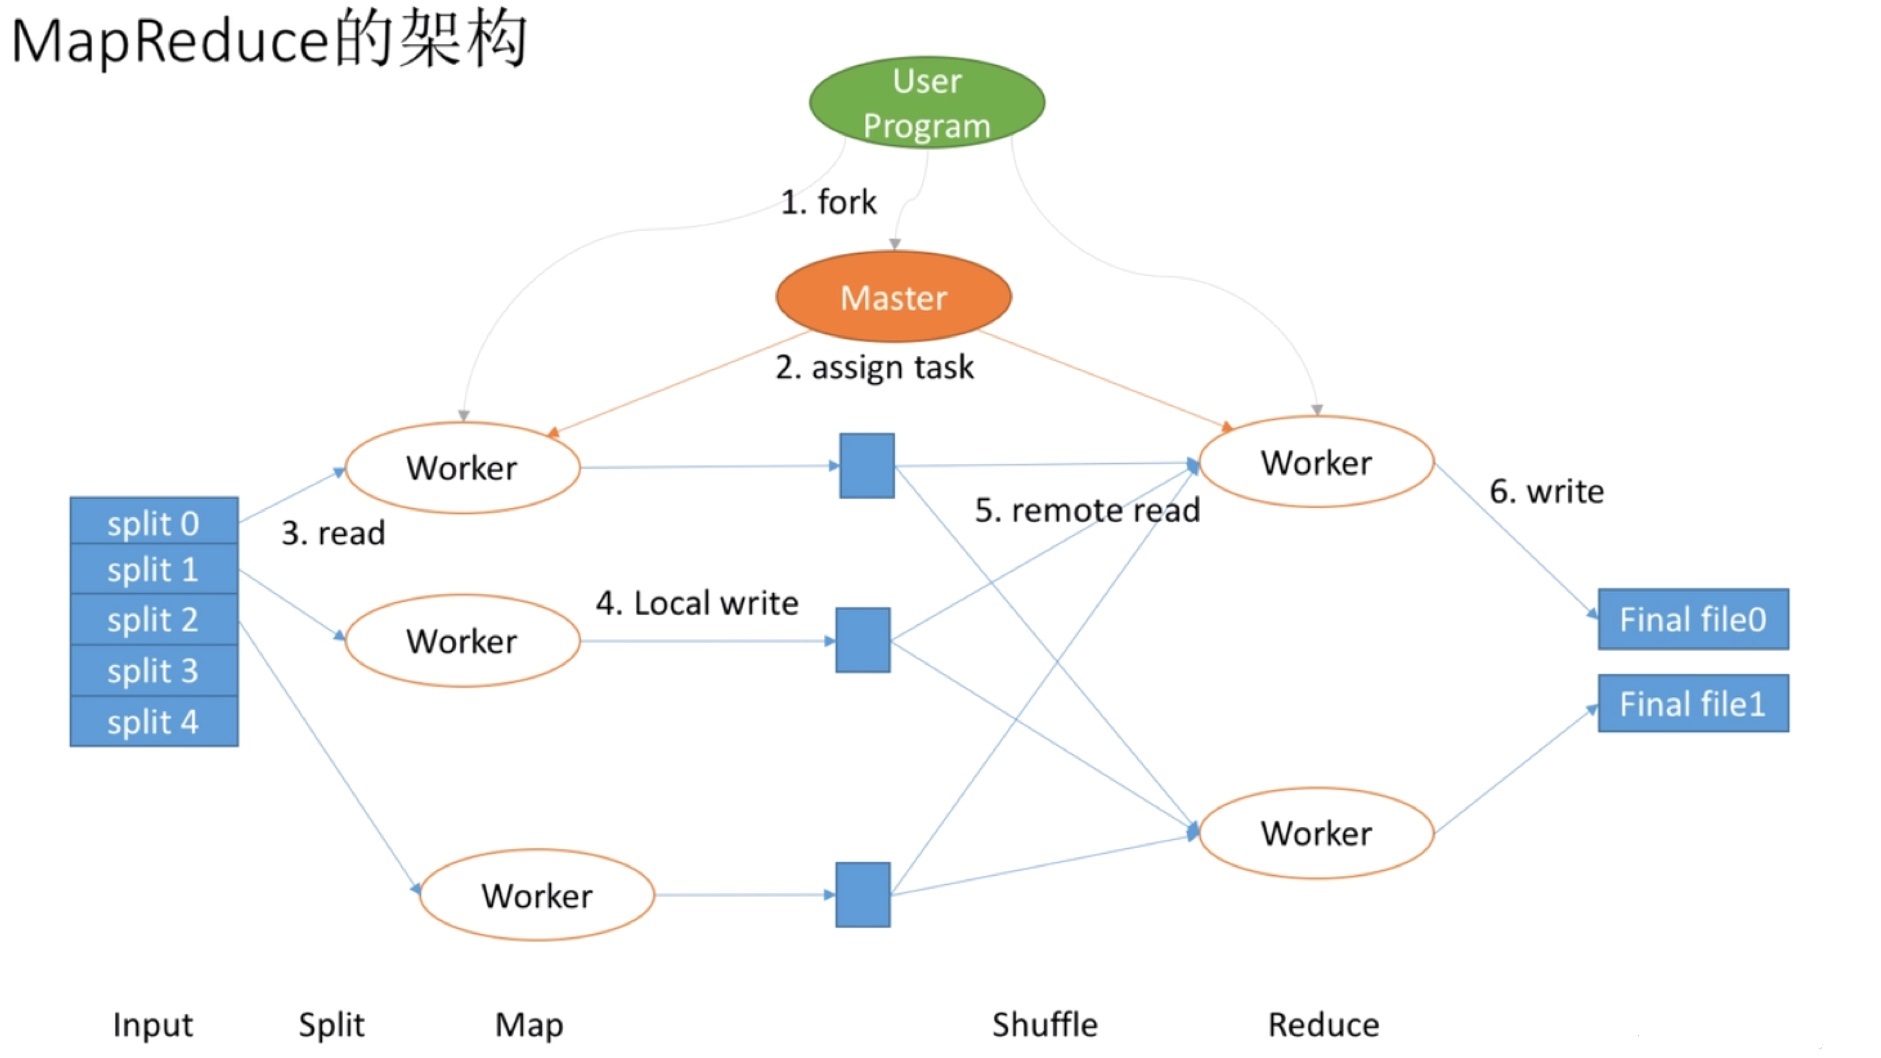 MapReduce的架构
User
Program
1. fork
Master
2. assign task
Worker
Worker
6. write
split 0
3. read
5. remote read
split 1
split 2
4. Local write
Final file0
Worker
split 3
split 4
Final file1
Worker
Worker
Input
Split
Map
Shuffle
Reduce